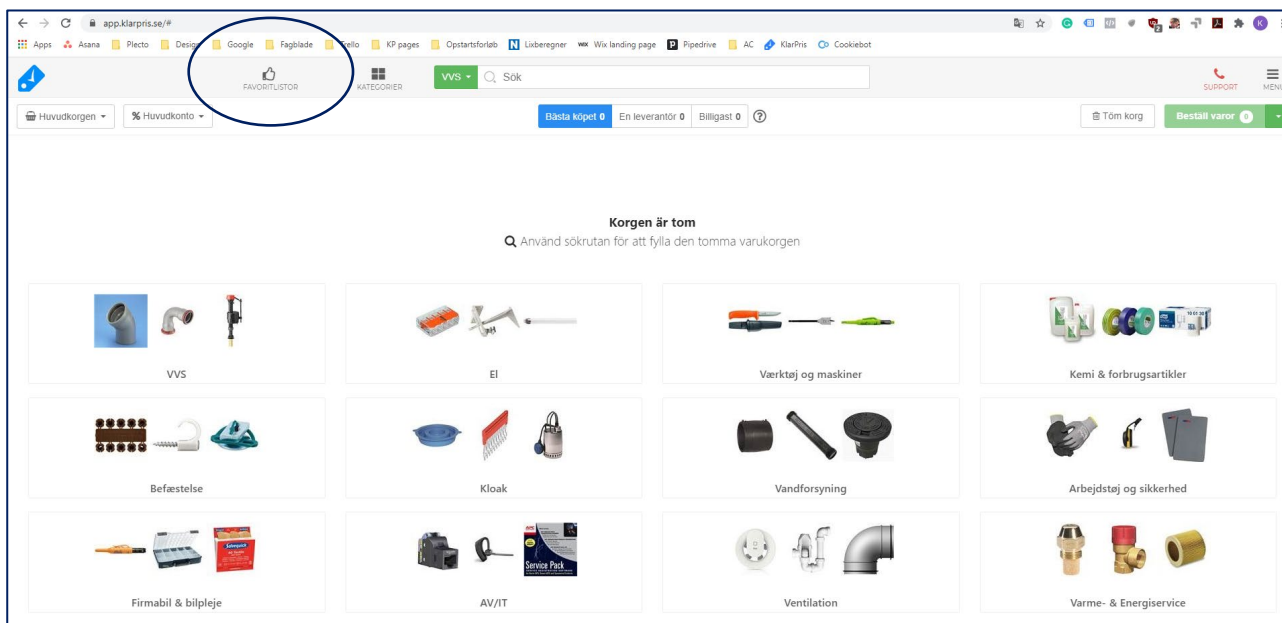 app.klarpris.se/#
Apps Asana Plecto Design Google Fagblade Trello KP pages Opstartsforløb Lixberegner WIX Wix landing page Pipedrive AC KlarPris Cookiebot
FAVORITLISTOR KATEGORIER VVS Sök SUPPORT MENU
Huvudkorgen % Huvudkonto Bästa köpet 0 En leverantör 0 Billigast 0 ? Töm korg Beställ varor 0
Korgen är tom
Använd sökrutan för att fylla den tomma varukorgen
VVS El Værktøj og maskiner Kemi & forbrugsartikler
Befæstelse Kloak Vandforsyning Arbejdstøj og sikkerhed
Service Pack
Firmabil & bilpleje AV/IT Ventilation Varme- & Energiservice